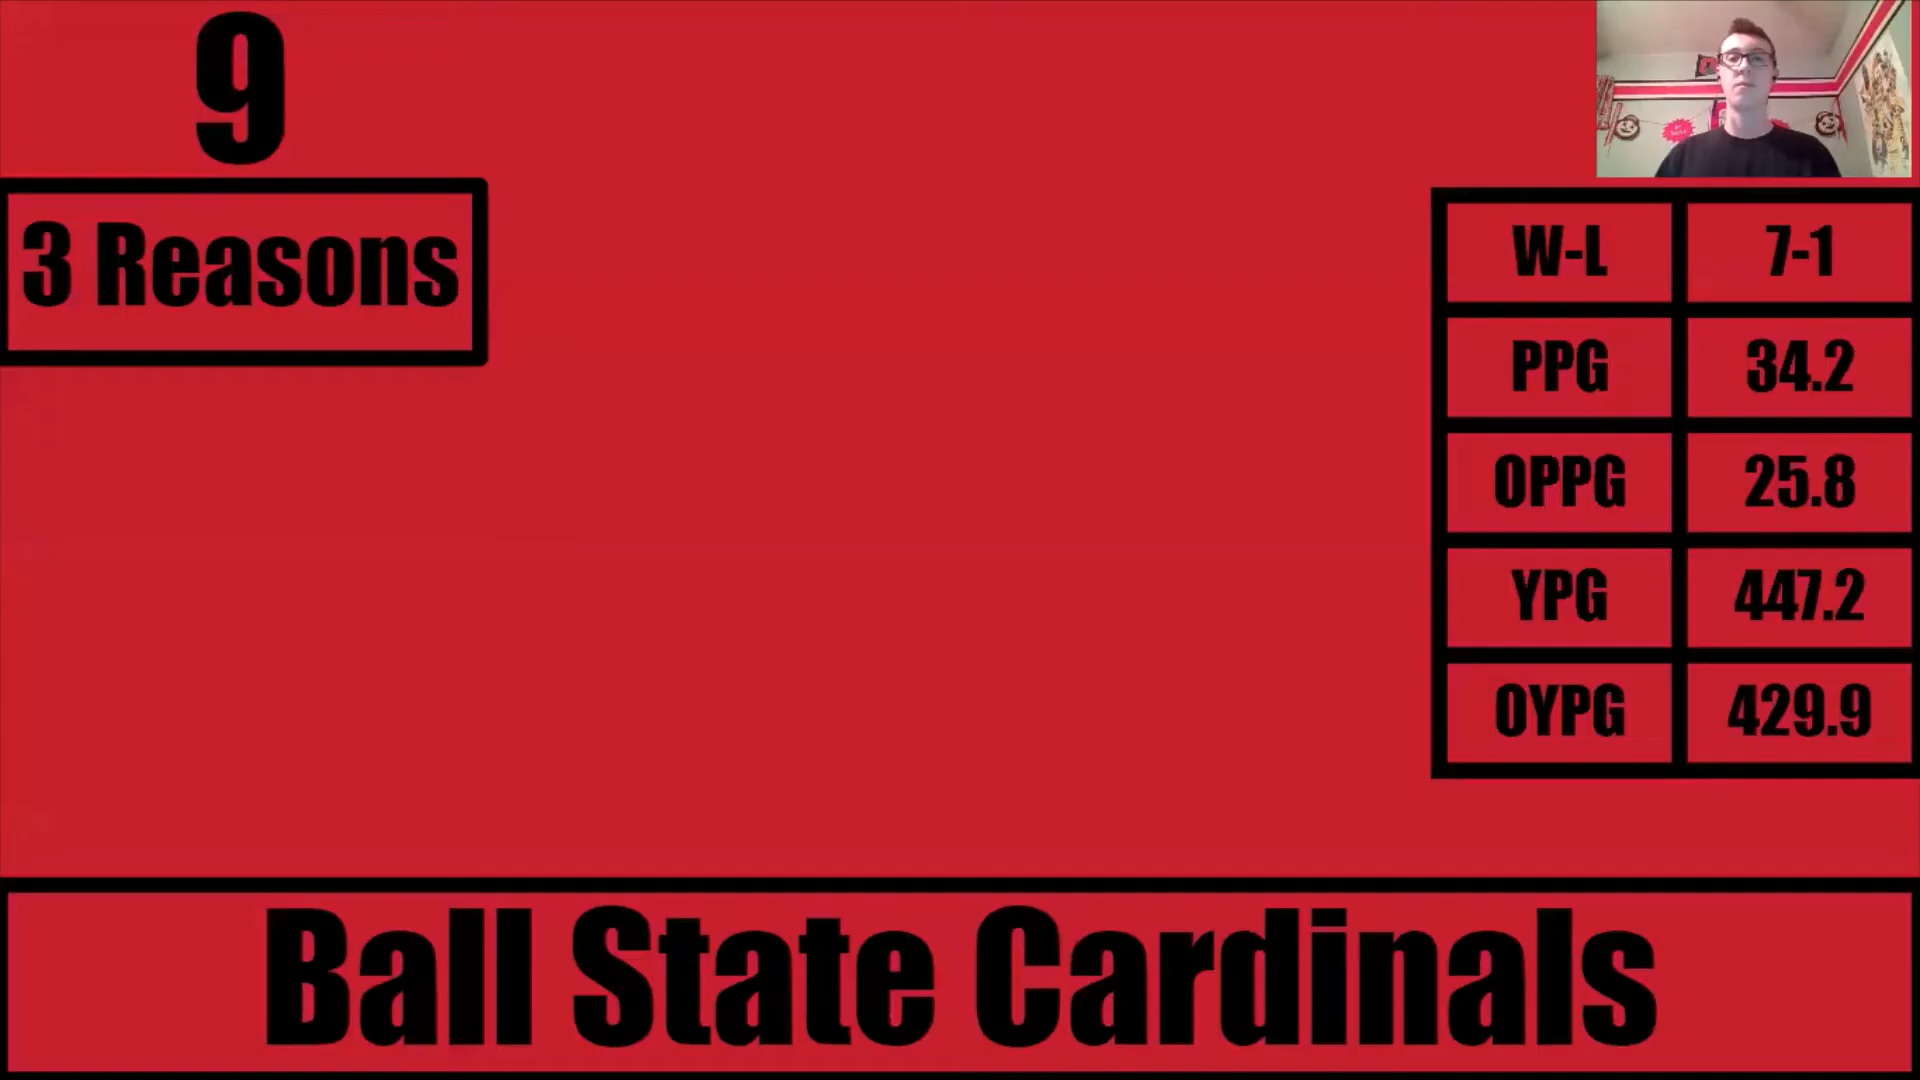 9
3 Reasons
W-L 7-1
PPG 34.2
OPPG 25.8
YPG 447.2
OYPG 429.9
Ball State Cardinals